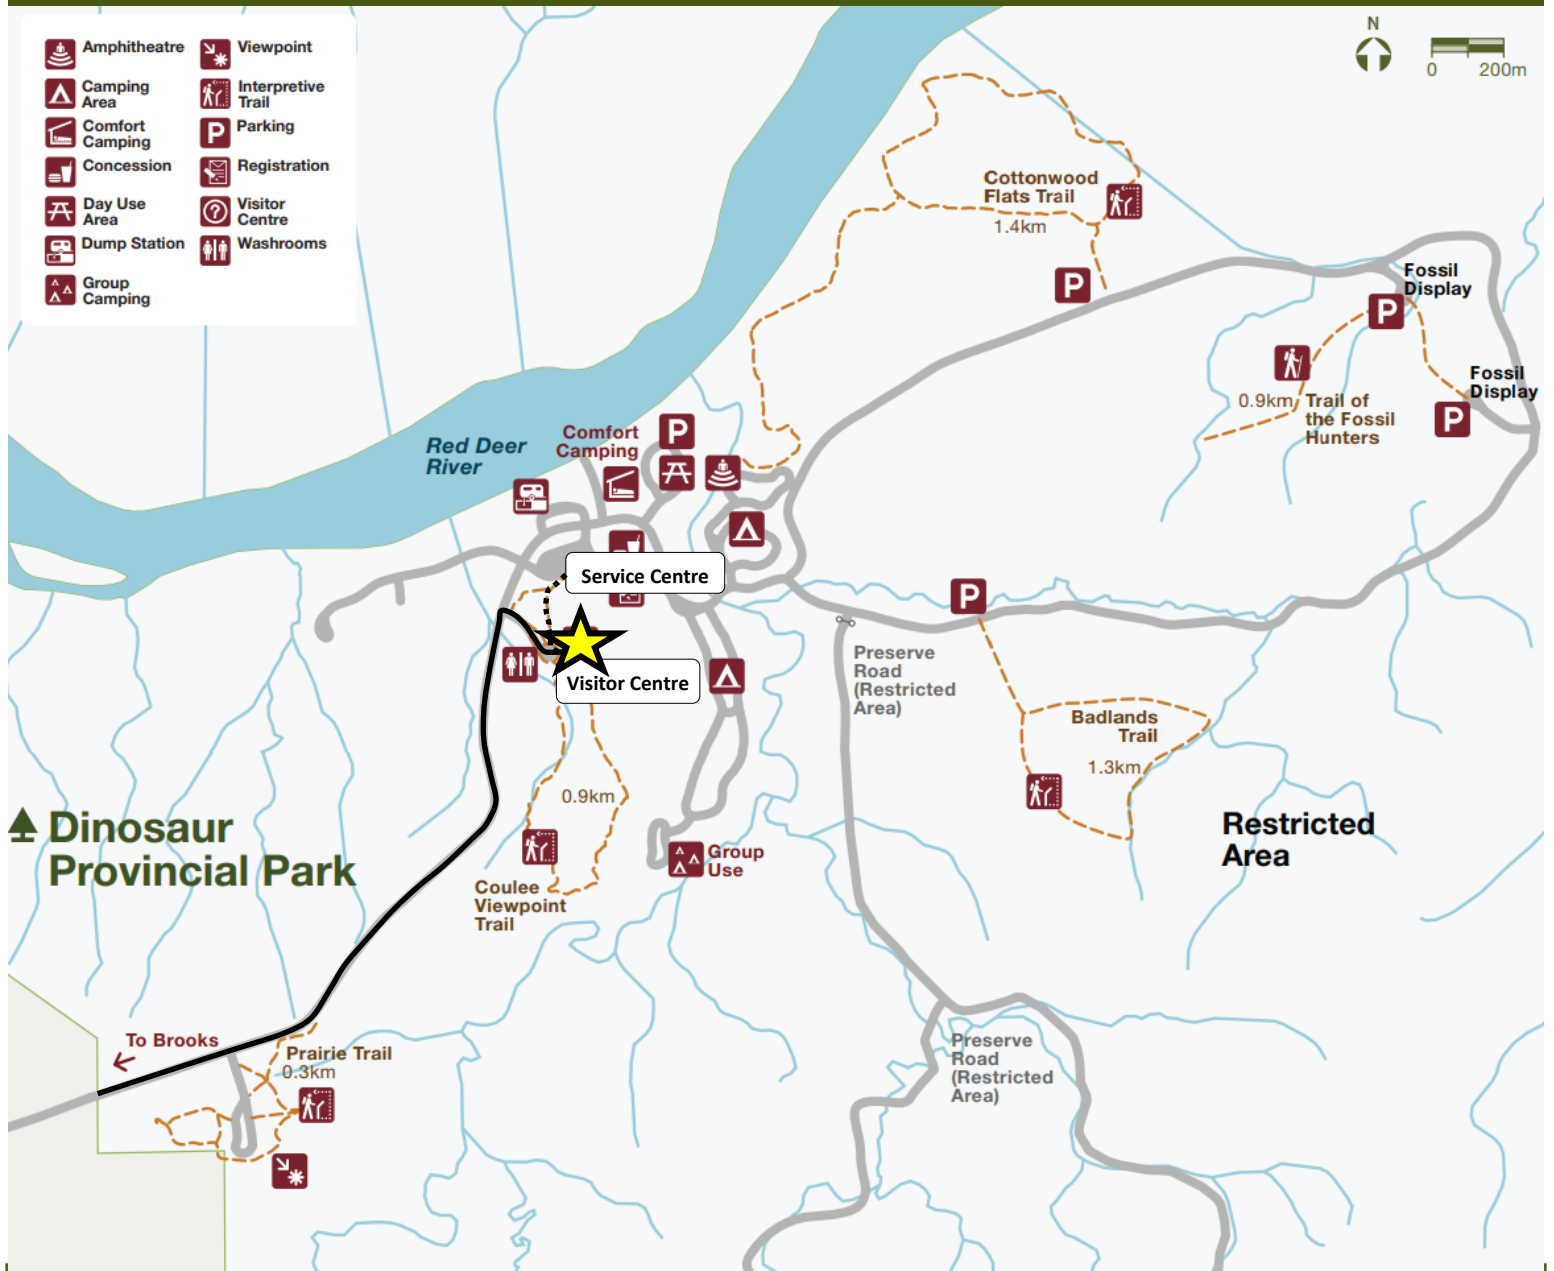 Amphitheatre
Camping
Area
Comfort
Camping
Concession
Day Use
Area
Dump Station
Group
Camping
Viewpoint
Interpretive
Trail
P
Parking
Registration
?
Visitor
Centre
Washrooms
N
0 200m
Cottonwood
Flats Trail
1.4km
P
Fossil
Display
P
Fossil
Display
P
0.9km
Trail of
the Fossil
Hunters
Red Deer
River
Comfort
Camping
P
Service Centre
Visitor Centre
P
Preserve
Road
(Restricted
Area)
Badlands
Trail
1.3km
0.9km
Restricted
Area
Dinosaur
Provincial Park
Group
Use
Coulee
Viewpoint
Trail
To Brooks
Prairie Trail
0.3km
Preserve
Road
(Restricted
Area)